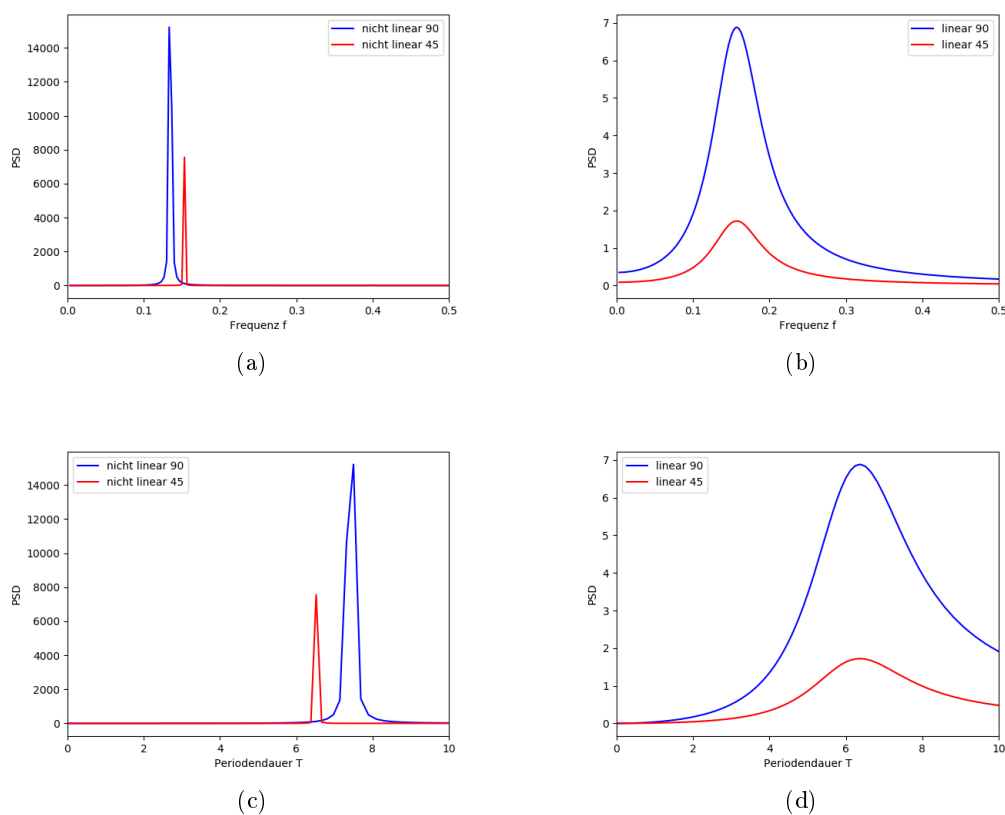 nicht linear 90
nicht linear 45
PSD
14000
12000
10000
8000
6000
4000
2000
0
0.0 0.1 0.2 0.3 0.4 0.5
Frequenz f
(a)
linear 90
linear 45
PSD
7
6
5
4
3
2
1
0
0.0 0.1 0.2 0.3 0.4 0.5
Frequenz f
(b)
nicht linear 90
nicht linear 45
PSD
14000
12000
10000
8000
6000
4000
2000
0
0 2 4 6 8 10
Periodendauer T
(c)
linear 90
linear 45
PSD
7
6
5
4
3
2
1
0
0 2 4 6 8 10
Periodendauer T
(d)